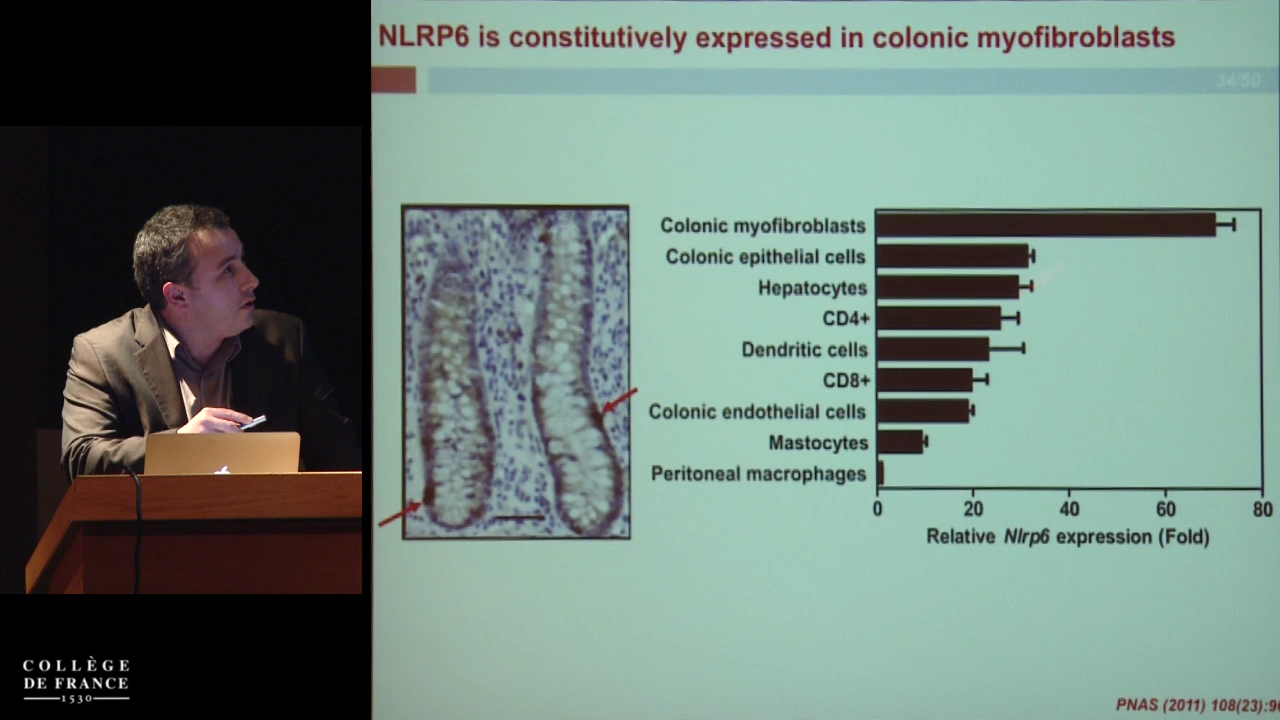 NLRP6 is constitutively expressed in colonic myofibroblasts
34/50
Colonic myofibroblasts
Colonic epithelial cells
Hepatocytes
CD4+
Dendritic cells
CD8+
Colonic endothelial cells
Mastocytes
Peritoneal macrophages
0 20 40 60 80
Relative Nlrp6 expression (Fold)
COLLÈGE
DE FRANCE
1530
PNAS (2011) 108(23):